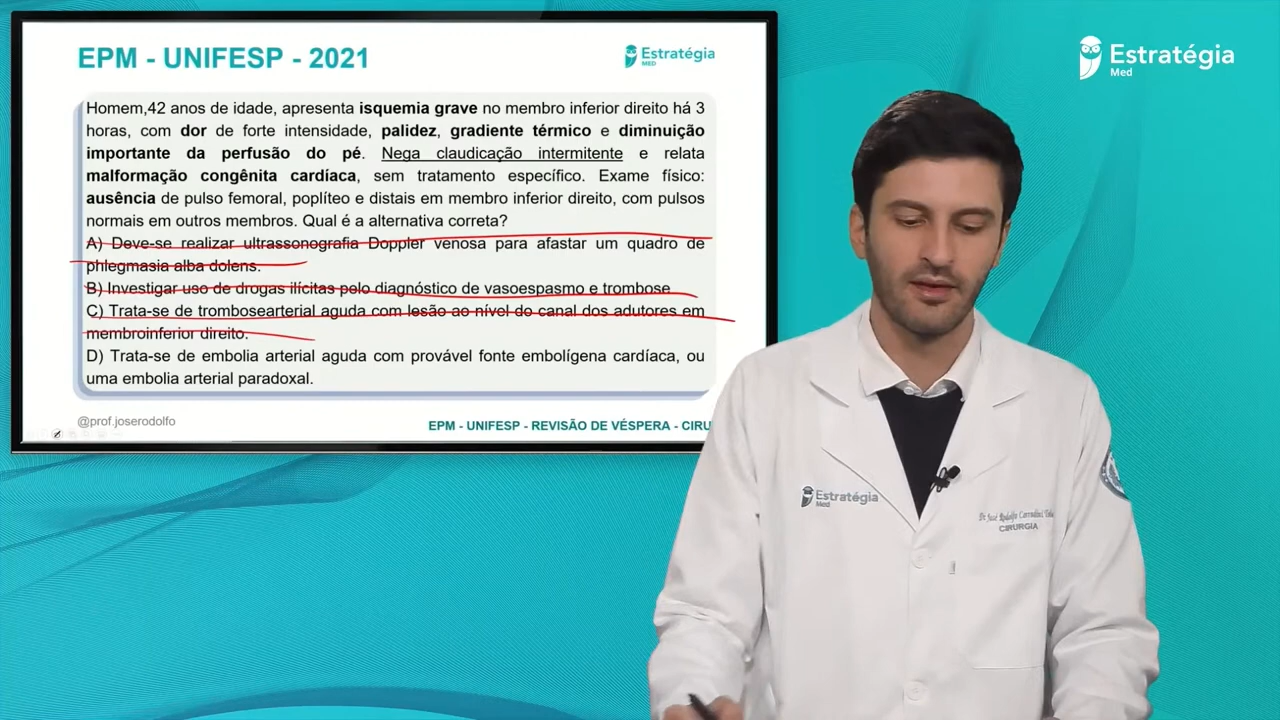 EPM - UNIFESP - 2021
Estratégia
MED
Homem,42 anos de idade, apresenta isquemia grave no membro inferior direito há 3
horas, com dor de forte intensidade, palidez, gradiente térmico e diminuição
importante da perfusão do pé. Nega claudicação intermitente e relata
malformação congênita cardíaca, sem tratamento específico. Exame físico:
ausência de pulso femoral, poplíteo e distais em membro inferior direito, com pulsos
normais em outros membros. Qual é a alternativa correta?
A) Deve-se realizar ultrassonografia Doppler venosa para afastar um quadro de
phlegmasia alba dolens.
B) Investigar uso de drogas ilícitas pelo diagnóstico de vasoespasmo e trombose.
C) Trata-se de trombosearterial aguda com lesão ao nível do canal dos adutores em
membroinferior direito.
D) Trata-se de embolia arterial aguda com provável fonte embolígena cardíaca, ou
uma embolia arterial paradoxal.
@prof.joserodolfo
EPM - UNIFESP - REVISÃO DE VÉSPERA - CIRU
Estratégia
Med
Estratégia
Med
Dr. José Rodolfo
CIRURGIA